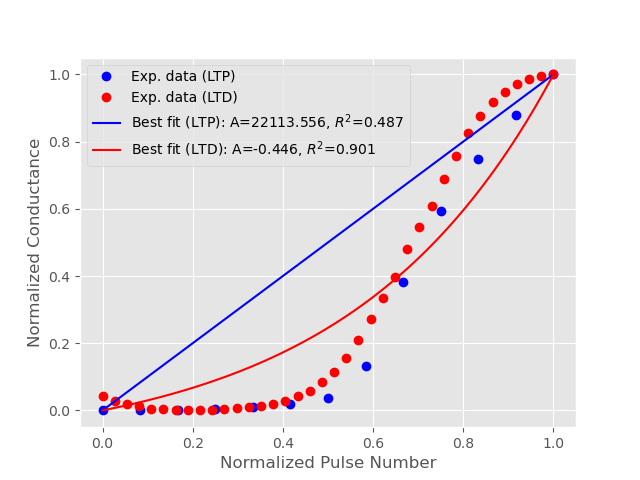 Exp. data (LTP)
Exp. data (LTD)
Best fit (LTP): A=22113.556, R²=0.487
Best fit (LTD): A=-0.446, R²=0.901
1.0
0.8
0.6
0.4
0.2
0.0
Normalized Conductance
0.0 0.2 0.4 0.6 0.8 1.0
Normalized Pulse Number